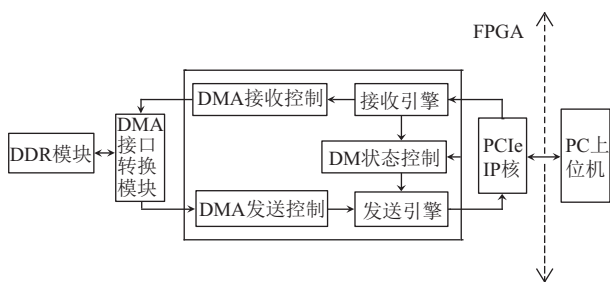 FPGA
DMA接收控制
接收引擎
DMA
接口
转换
模块
DDR模块
DM状态控制
PCIe
IP核
PC上
位机
DMA发送控制
发送引擎